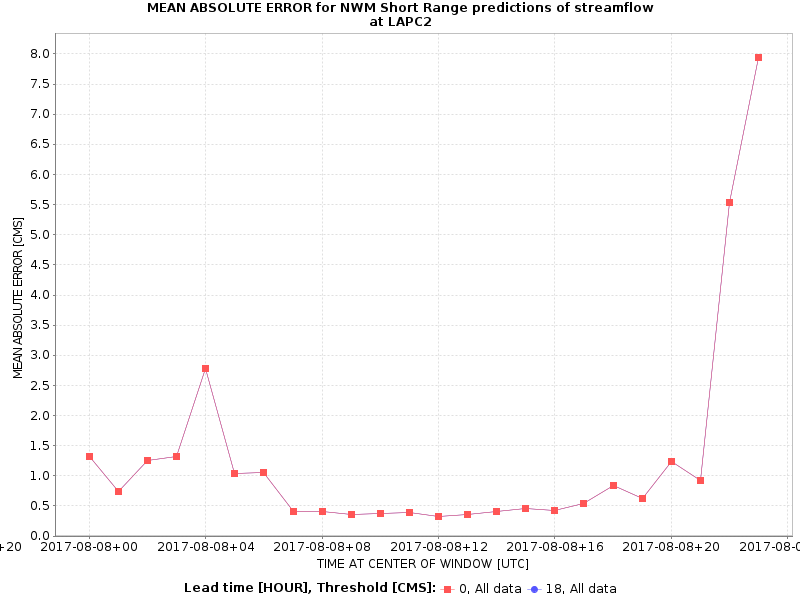 MEAN ABSOLUTE ERROR for NWM Short Range predictions of streamflow
at LAPC2
MEAN ABSOLUTE ERROR [CMS]
8.0
7.5
7.0
6.5
6.0
5.5
5.0
4.5
4.0
3.5
3.0
2.5
2.0
1.5
1.0
0.5
0.0
+20 2017-08-08+00 2017-08-08+04 2017-08-08+08 2017-08-08+12 2017-08-08+16 2017-08-08+20 2017-08-0
TIME AT CENTER OF WINDOW [UTC]
Lead time [HOUR], Threshold [CMS]: 0, All data 18, All data